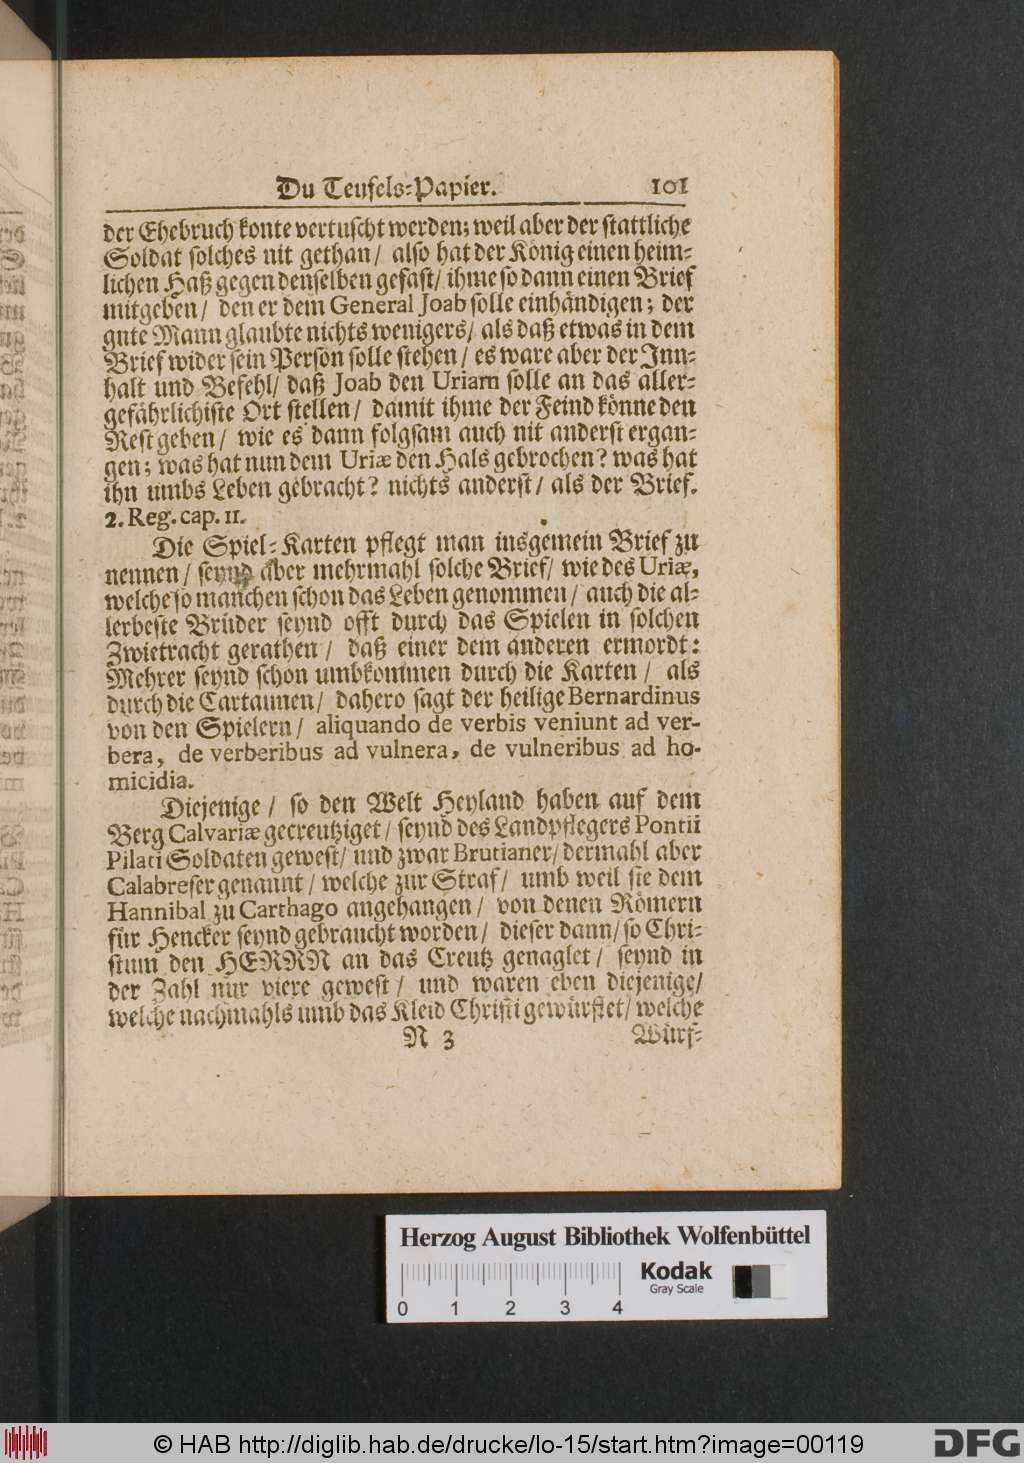 Du Teufels-Papier. 101
der Ehebruch konte vertuscht werden; weil aber der stattliche
Soldat solches nit gethan / also hat der König einen heim-
lichen Haß gegen denselben gefast / ihme so dann einen Brief
mitgeben / den er dem General Joab solle einhändigen; der
gute Mann glaubte nichts wenigers / als daß etwas in dem
Brief wider sein Person solle stehen / es ware aber der Inn-
halt und Befehl / daß Joab den Uriam solle an das aller-
gefährlichiste Ort stellen / damit ihme der Feind könne den
Rest geben / wie es dann folgsam auch nit anderst ergan-
gen; was hat nun dem Uriæ den Hals gebrochen? was hat
ihn umbs Leben gebracht? nichts anderst / als der Brief.
2. Reg. cap. 11.
Die Spiel-Karten pflegt man insgemein Brief zu
nennen / seynd aber mehrmahl solche Brief / wie des Uriæ,
welche so manchen schon das Leben genommen / auch die al-
lerbeste Brüder seynd offt durch das Spielen in solchen
Zwietracht gerathen / daß einer dem anderen ermordt:
Mehrer seynd schon umbkommen durch die Karten / als
durch die Cartaunen / dahero sagt der heilige Bernardinus
von den Spielern / aliquando de verbis veniunt ad ver-
bera, de verberibus ad vulnera, de vulneribus ad ho-
micidia.
Diejenige / so den Welt Heyland haben auf dem
Berg Calvariæ gecreutziget / seynd des Landpflegers Pontii
Pilati Soldaten gewest / und zwar Brutianer / dermahl aber
Calabreser genannt / welche zur Straf / umb weil sie dem
Hannibal zu Carthago angehangen / von denen Römern
für Hencker seynd gebraucht worden / dieser dann / so Chri-
stum den HERRN an das Creutz genaglet / seynd in
der Zahl nur viere gewest / und waren eben diejenige /
welche nachmahls umb das Kleid Christi gewürflet / welche
N 3 Würf-
Herzog August Bibliothek Wolfenbüttel
Kodak
Gray Scale
0 1 2 3 4
© HAB http://diglib.hab.de/drucke/lo-15/start.htm?image=00119
DFG